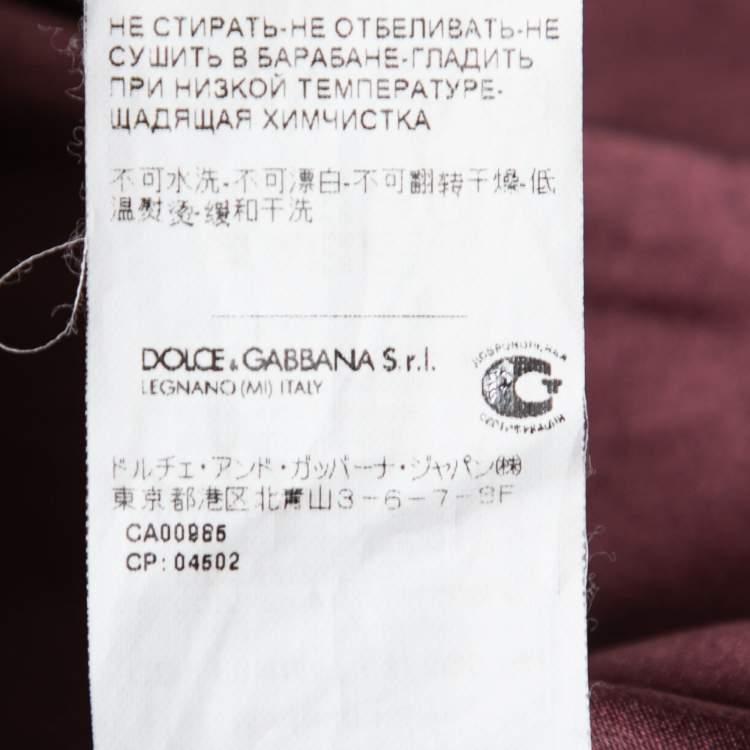 НЕ СТИРАТЬ-НЕ ОТБЕЛИВАТЬ-НЕ
СУШИТЬ В БАРАБАНЕ-ГЛАДИТЬ
ПРИ НИЗКОЙ ТЕМПЕРАТУРЕ-
ЩАДЯЩАЯ ХИМЧИСТКА
不可水洗-不可漂白-不可翻转干燥-低
温熨烫-缓和干洗
DOLCE & GABBANA S.r.l.
LEGNANO (MI) ITALY
ДОБРОВОЛЬНАЯ
СЕРТИФИКАЦИЯ
ドルチェ・アンド・ガッバーナ・ジャパン㈱
東京都港区北青山3-6-7-9F
CA00965
CP: 04502